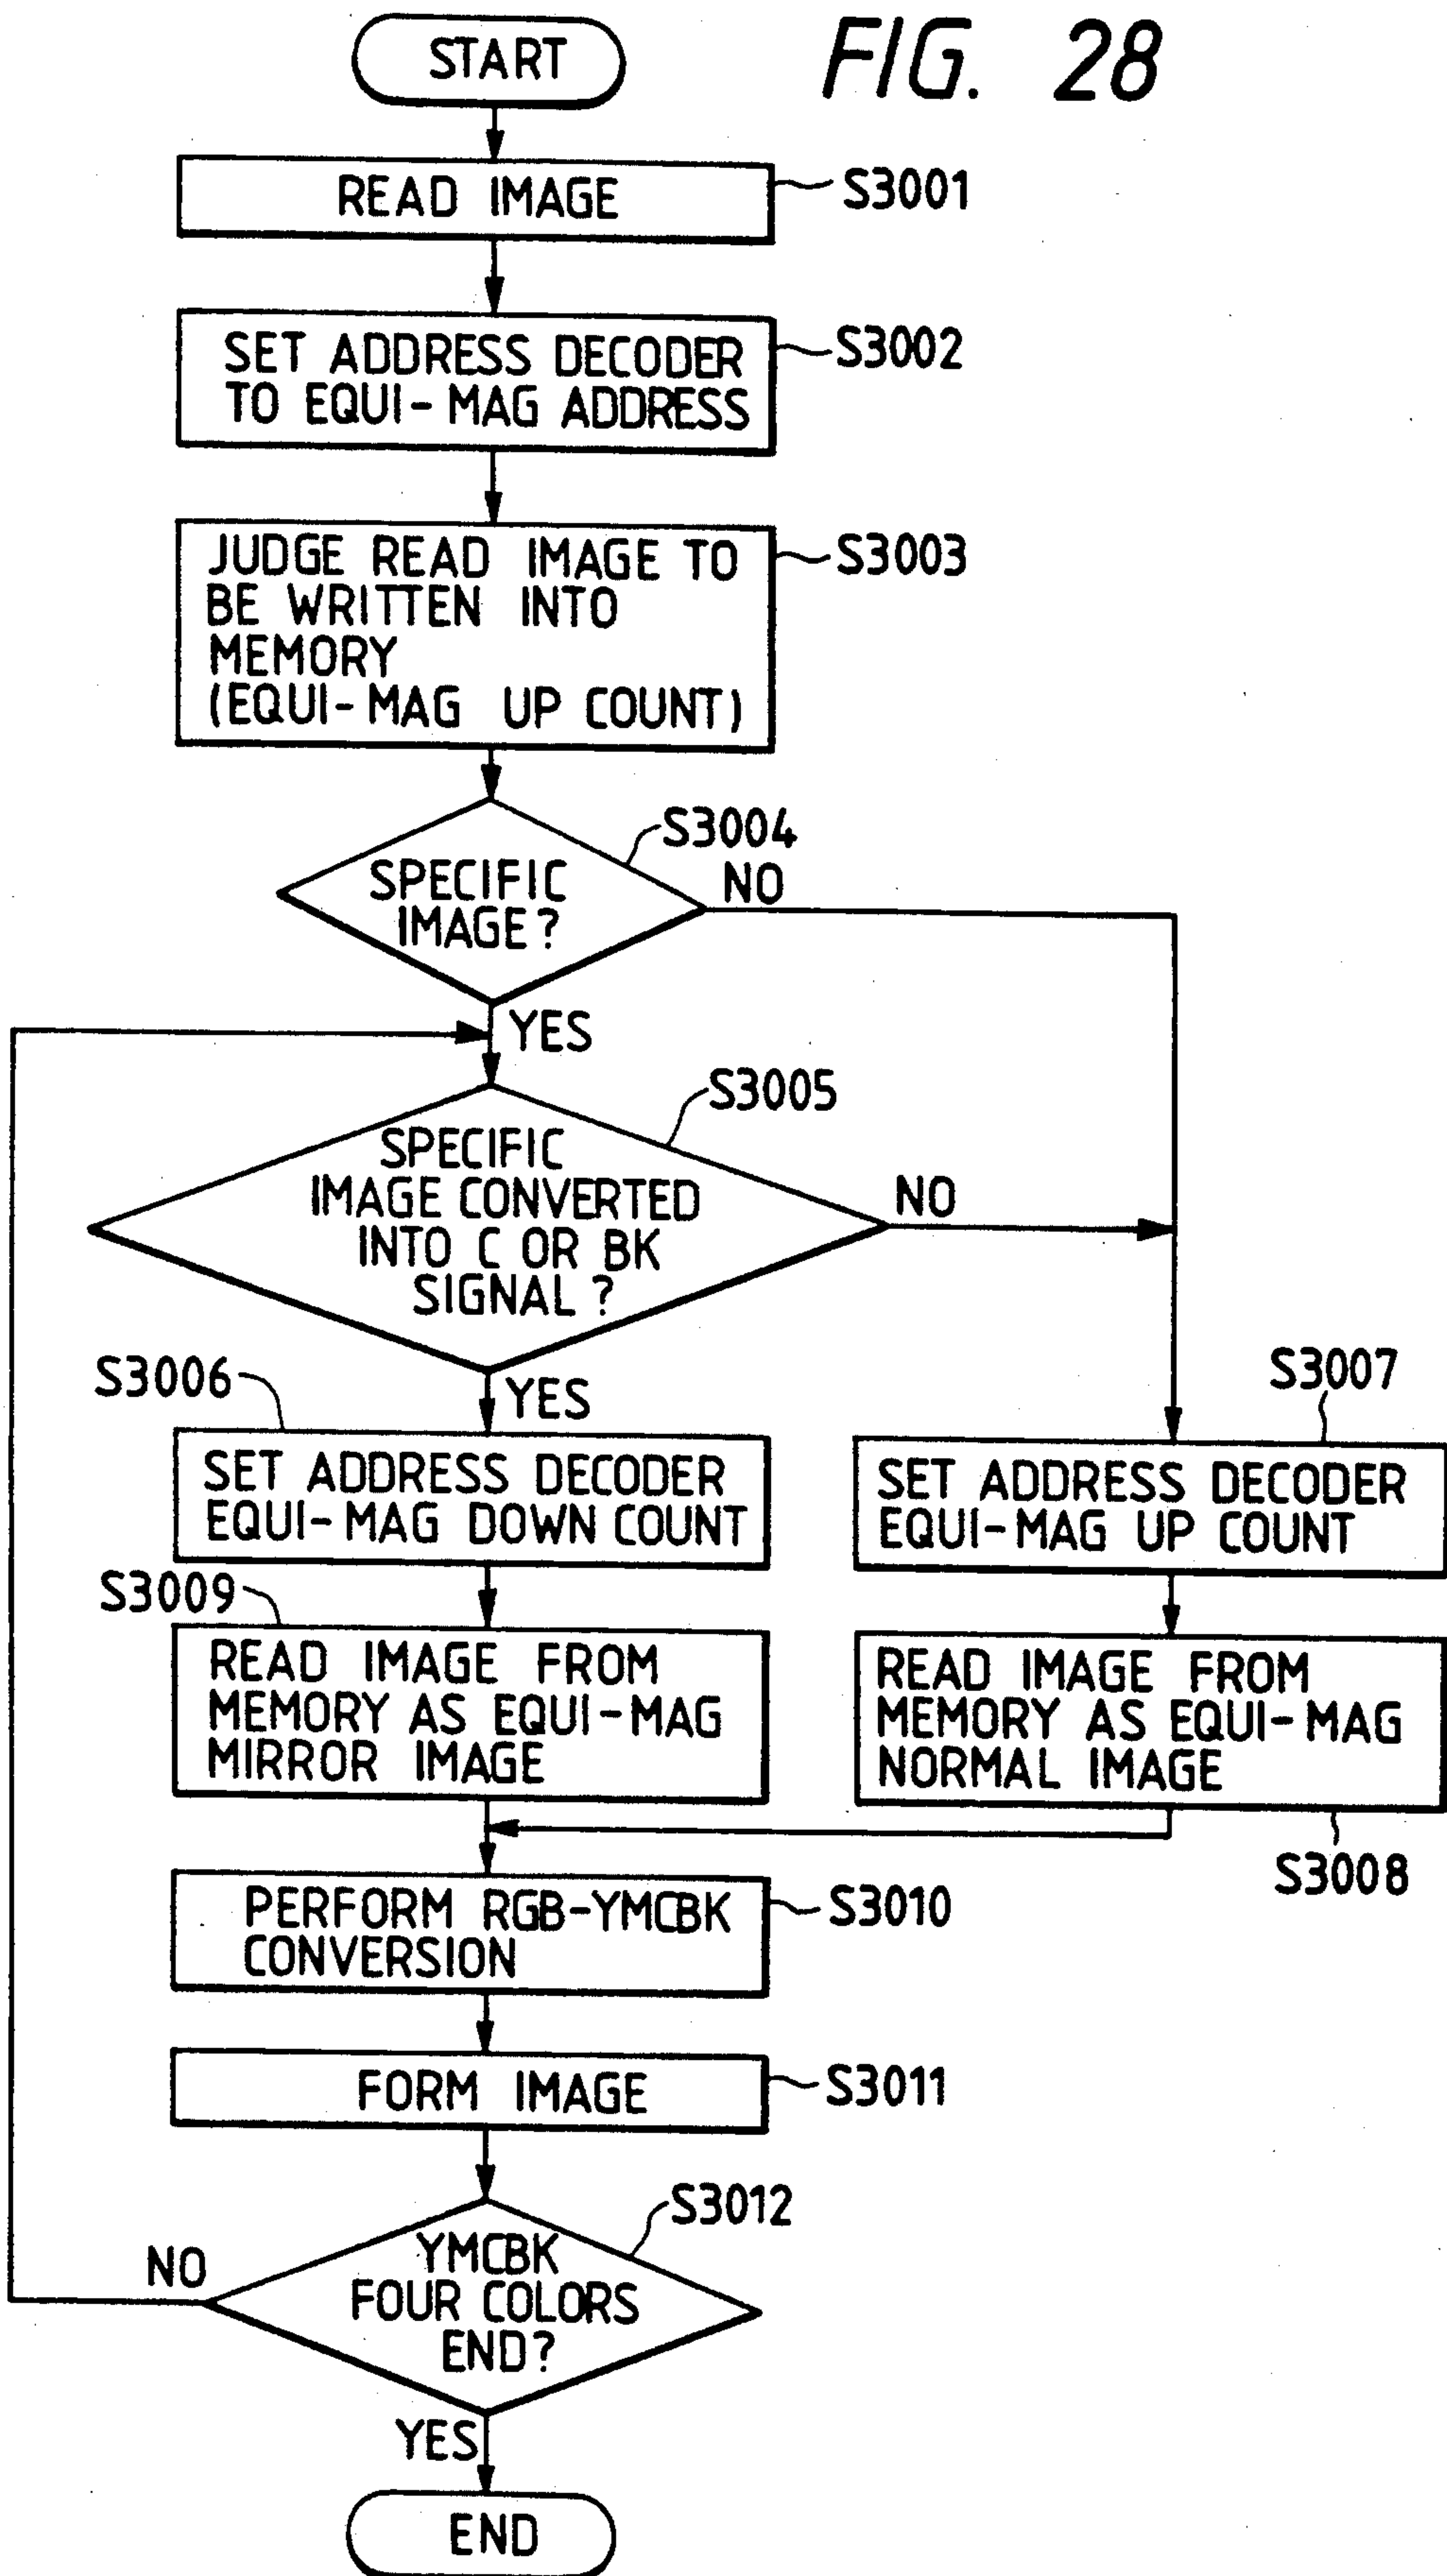 START
FIG. 28
READ IMAGE
S3001
SET ADDRESS DECODER
TO EQUI-MAG ADDRESS
S3002
JUDGE READ IMAGE TO
BE WRITTEN INTO
MEMORY
(EQUI-MAG UP COUNT)
S3003
S3004
SPECIFIC
IMAGE?
NO
YES
S3005
SPECIFIC
IMAGE CONVERTED
INTO C OR BK
SIGNAL?
NO
YES
S3006
SET ADDRESS DECODER
EQUI-MAG DOWN COUNT
S3007
SET ADDRESS DECODER
EQUI-MAG UP COUNT
S3009
READ IMAGE FROM
MEMORY AS EQUI-MAG
MIRROR IMAGE
READ IMAGE FROM
MEMORY AS EQUI-MAG
NORMAL IMAGE
S3008
PERFORM RGB-YMCBK
CONVERSION
S3010
FORM IMAGE
S3011
S3012
YMCBK
FOUR COLORS
END?
NO
YES
END